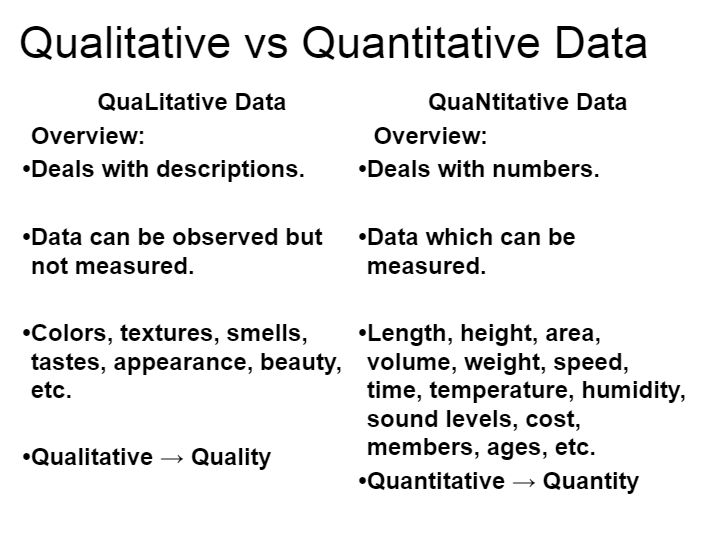 Qualitative vs Quantitative Data
QuaLitative Data
Overview:
•Deals with descriptions.
•Data can be observed but
not measured.
•Colors, textures, smells,
tastes, appearance, beauty,
etc.
•Qualitative → Quality
QuaNtitative Data
Overview:
•Deals with numbers.
•Data which can be
measured.
•Length, height, area,
volume, weight, speed,
time, temperature, humidity,
sound levels, cost,
members, ages, etc.
•Quantitative → Quantity